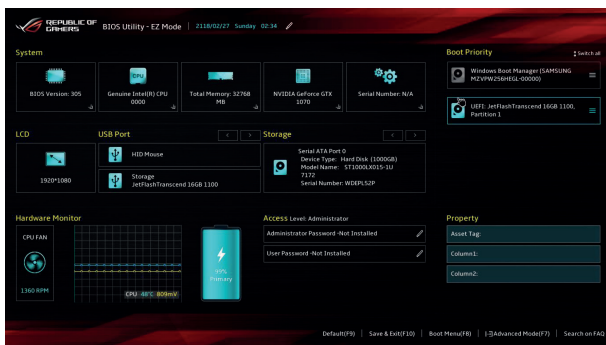 REPUBLIC OF
GAMERS
BIOS Utility - EZ Mode
2118/02/27 Sunday 02:34
System
BIOS Version: 305
CPU
Genuine Intel(R) CPU
0000
Total Memory: 32768
MB
NVIDIA GeForce GTX
1070
Serial Number: N/A
Boot Priority
Switch all
Windows Boot Manager (SAMSUNG
MZVPW256HEGL-00000)
UEFI: JetFlashTranscend 16GB 1100,
Partition 1
LCD
1920*1080
USB Port
HID Mouse
Storage
JetFlashTranscend 16GB 1100
Storage
Serial ATA Port 0
Device Type: Hard Disk (1000GB)
Model Name: ST1000LX015-1U
7172
Serial Number: WDEPL52P
Hardware Monitor
CPU FAN
1360 RPM
CPU 48°C 809mV
99%
Primary
Access Level: Administrator
Administrator Password -Not Installed
User Password -Not Installed
Property
Asset Tag:
Column1:
Column2:
Default(F9)
Save & Exit(F10)
Boot Menu(F8)
Advanced Mode(F7)
Search on FAQ